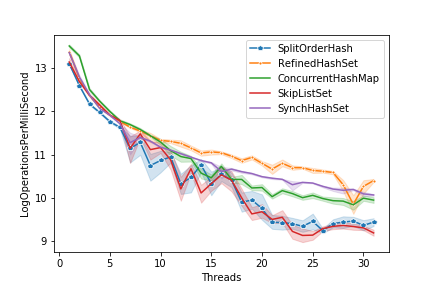 SplitOrderHash
RefinedHashSet
ConcurrentHashMap
SkipListSet
SynchHashSet
LogOperationsPerMilliSecond
13
12
11
10
9
0 5 10 15 20 25 30
Threads